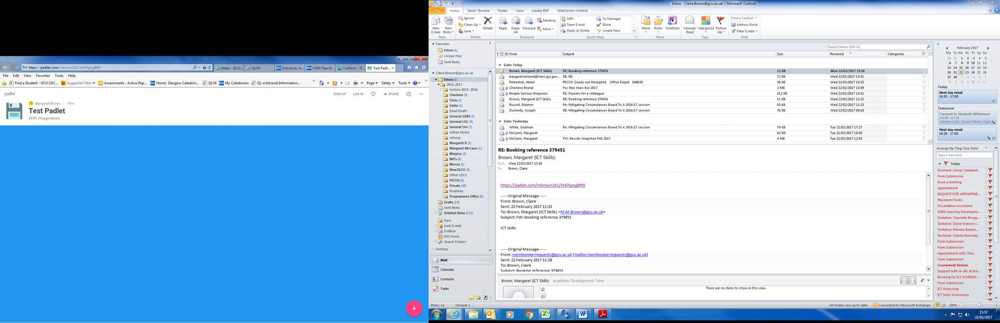 https://padlet.com/mbrown311/ht47kpxg89t5
Index - GCU...
QLV4
University A...
USER Flexi D...
Confirm - Ti...
Test Padl...
File Edit View Favorites Tools Help
Find a Student - GCU LDC...
Suggested Sites
Assessments - Active Rep...
Home Glasgow Caledoni...
QLV4
My Caledonian
QL-e Intranet Information...
Page Safety Tools
padlet
SIGN UP LOG IN SHARE
Margaret Brown - 19m
Test Padlet
With Imagination
Inbox - Claire.Brown@gcu.ac.uk - Microsoft Outlook
File Home Send / Receive Folder View Adobe PDF WebCenter Content
New E-mail
New Items
New
Ignore
Clean Up
Junk
Delete
Delete
Reply
Reply All
Forward
Meeting
More
Respond
MITs
Team E-mail
Reply & Delete
To Manager
Done
Create New
Quick Steps
Move
Rules
OneNote
Move
Unread/ Read
Categorize
Follow Up
Tags
Find a Contact
Address Book
Filter E-mail
Find
Favorites
Inbox (1)
Unread Mail
Sent Items
Claire.Brown@gcu.ac.uk
Inbox (1)
2016-2017
Archive 2015 -2016
Cherlene (3)
Chris (2)
Eddie (1)
Email Drafts
General GSBS (1)
General LDC (9)
General Uni (7)
Gillian Nickie
Johnny
Margaret B (3)
Margaret McCann (1)
Marjory (2)
MITs (6)
Morna (1)
New2GCU (3)
Other LDCs
PECOS (8)
Private (48)
Problems
Programmes Office (8)
Drafts [15]
Sent Items
Deleted Items (152)
Euro
Junk E-mail
Outbox
RSS Feeds
Search Folders
Archives
Mail
Calendar
Contacts
Tasks
Search Inbox (Ctrl+E)
From Subject Size Received Categories
Date: Today
Brown, Margaret (ICT Skills) RE: Booking reference 379451 12 KB Wed 22/02/2017 15:56
margaret.boland@hmrc.gsi.gov.... RE: RE: 72 KB Wed 22/02/2017 15:51
Pinkerton, Helen PECOS Goods not Receipted Office Depot 349029 59 KB Wed 22/02/2017 15:23
Cherlene Brand Fw: Nee Years Eve 2017 2 MB Wed 22/02/2017 13:59
People Services Enquiries RE: Flowers for a colleague 312 KB Wed 22/02/2017 13:51
Brown, Margaret (ICT Skills) RE: Booking reference 379451 11 KB Wed 22/02/2017 12:25
Russell, Eleanor Re: Mitigating Circumstances Board Tri A 2016/17 session 65 KB Wed 22/02/2017 11:25
Docherty, Joseph RE: Mitigating Circumstances Board Tri A 2016/17 session 78 KB Wed 22/02/2017 09:18
Date: Yesterday
White, Siobhan Re: Mitigating Circumstances Board Tri A 2016/17 session 74 KB Tue 21/02/2017 17:27
McCann, Margaret 63 KB Tue 21/02/2017 14:30
McCann, Margaret FW: Results Snapshot Feb 2017 4 MB Tue 21/02/2017 12:33
RE: Booking reference 379451
Brown, Margaret (ICT Skills)
Sent: Wed 22/02/2017 15:56
To: Brown, Claire
https://padlet.com/mbrown311/ht47kpxg89t5
-----Original Message-----
From: Brown, Claire
Sent: 22 February 2017 11:33
To: Brown, Margaret (ICT Skills) <M.M.Brown@gcu.ac.uk>
Subject: FW: Booking reference 379451
ICT skills.
-----Original Message-----
From: roombookerrequests@gcu.ac.uk [mailto:roombookerrequests@gcu.ac.uk]
Sent: 22 February 2017 11:28
To: Brown, Claire
Subject: Booking reference 379451
Brown, Margaret (ICT Skills) Academic Development Tutor
There are no items to show in this view.
February 2017
Mo Tu We Th Fr Sa Su
30 31 1 2 3 4 5
6 7 8 9 10 11 12
13 14 15 16 17 18 19
20 21 22 23 24 25 26
27 28 1 2 3 4 5
6 7 8 9 10 11 12
Today
Next day email
16:30 - 17:00
Tomorrow
Farewell to Elizabeth Williamson
16:00 - 17:30
Garden Café, Govan Mbeki; Ogde
Next day email
16:30 - 17:00
Arrange By: Flag: Due Date
Type a new task
Today
Declined: Cheryl Campbell...
Form Submission
book a meeting
Appointment
REQUEST FOR APPOINTME...
Placement forms
Dissertation Assistance
GSBS Learning Developme...
Tentative: Charlotte Broga...
Tentative: David Watson (...
Tentative: Monika Bienko...
Declined: Charlie Kennedy...
Form Submission
Form Submission
Appointment with Chris
Form Submission
Coursework Review
Support with re-sits at the...
Booking for ICT WORKSH...
Form Submission
ICT Workshop
ICT Skills Workshops
Items: 11 Unread: 1
All folders are up to date. Connected to Microsoft Exchange 100%
15:57
22/02/2017